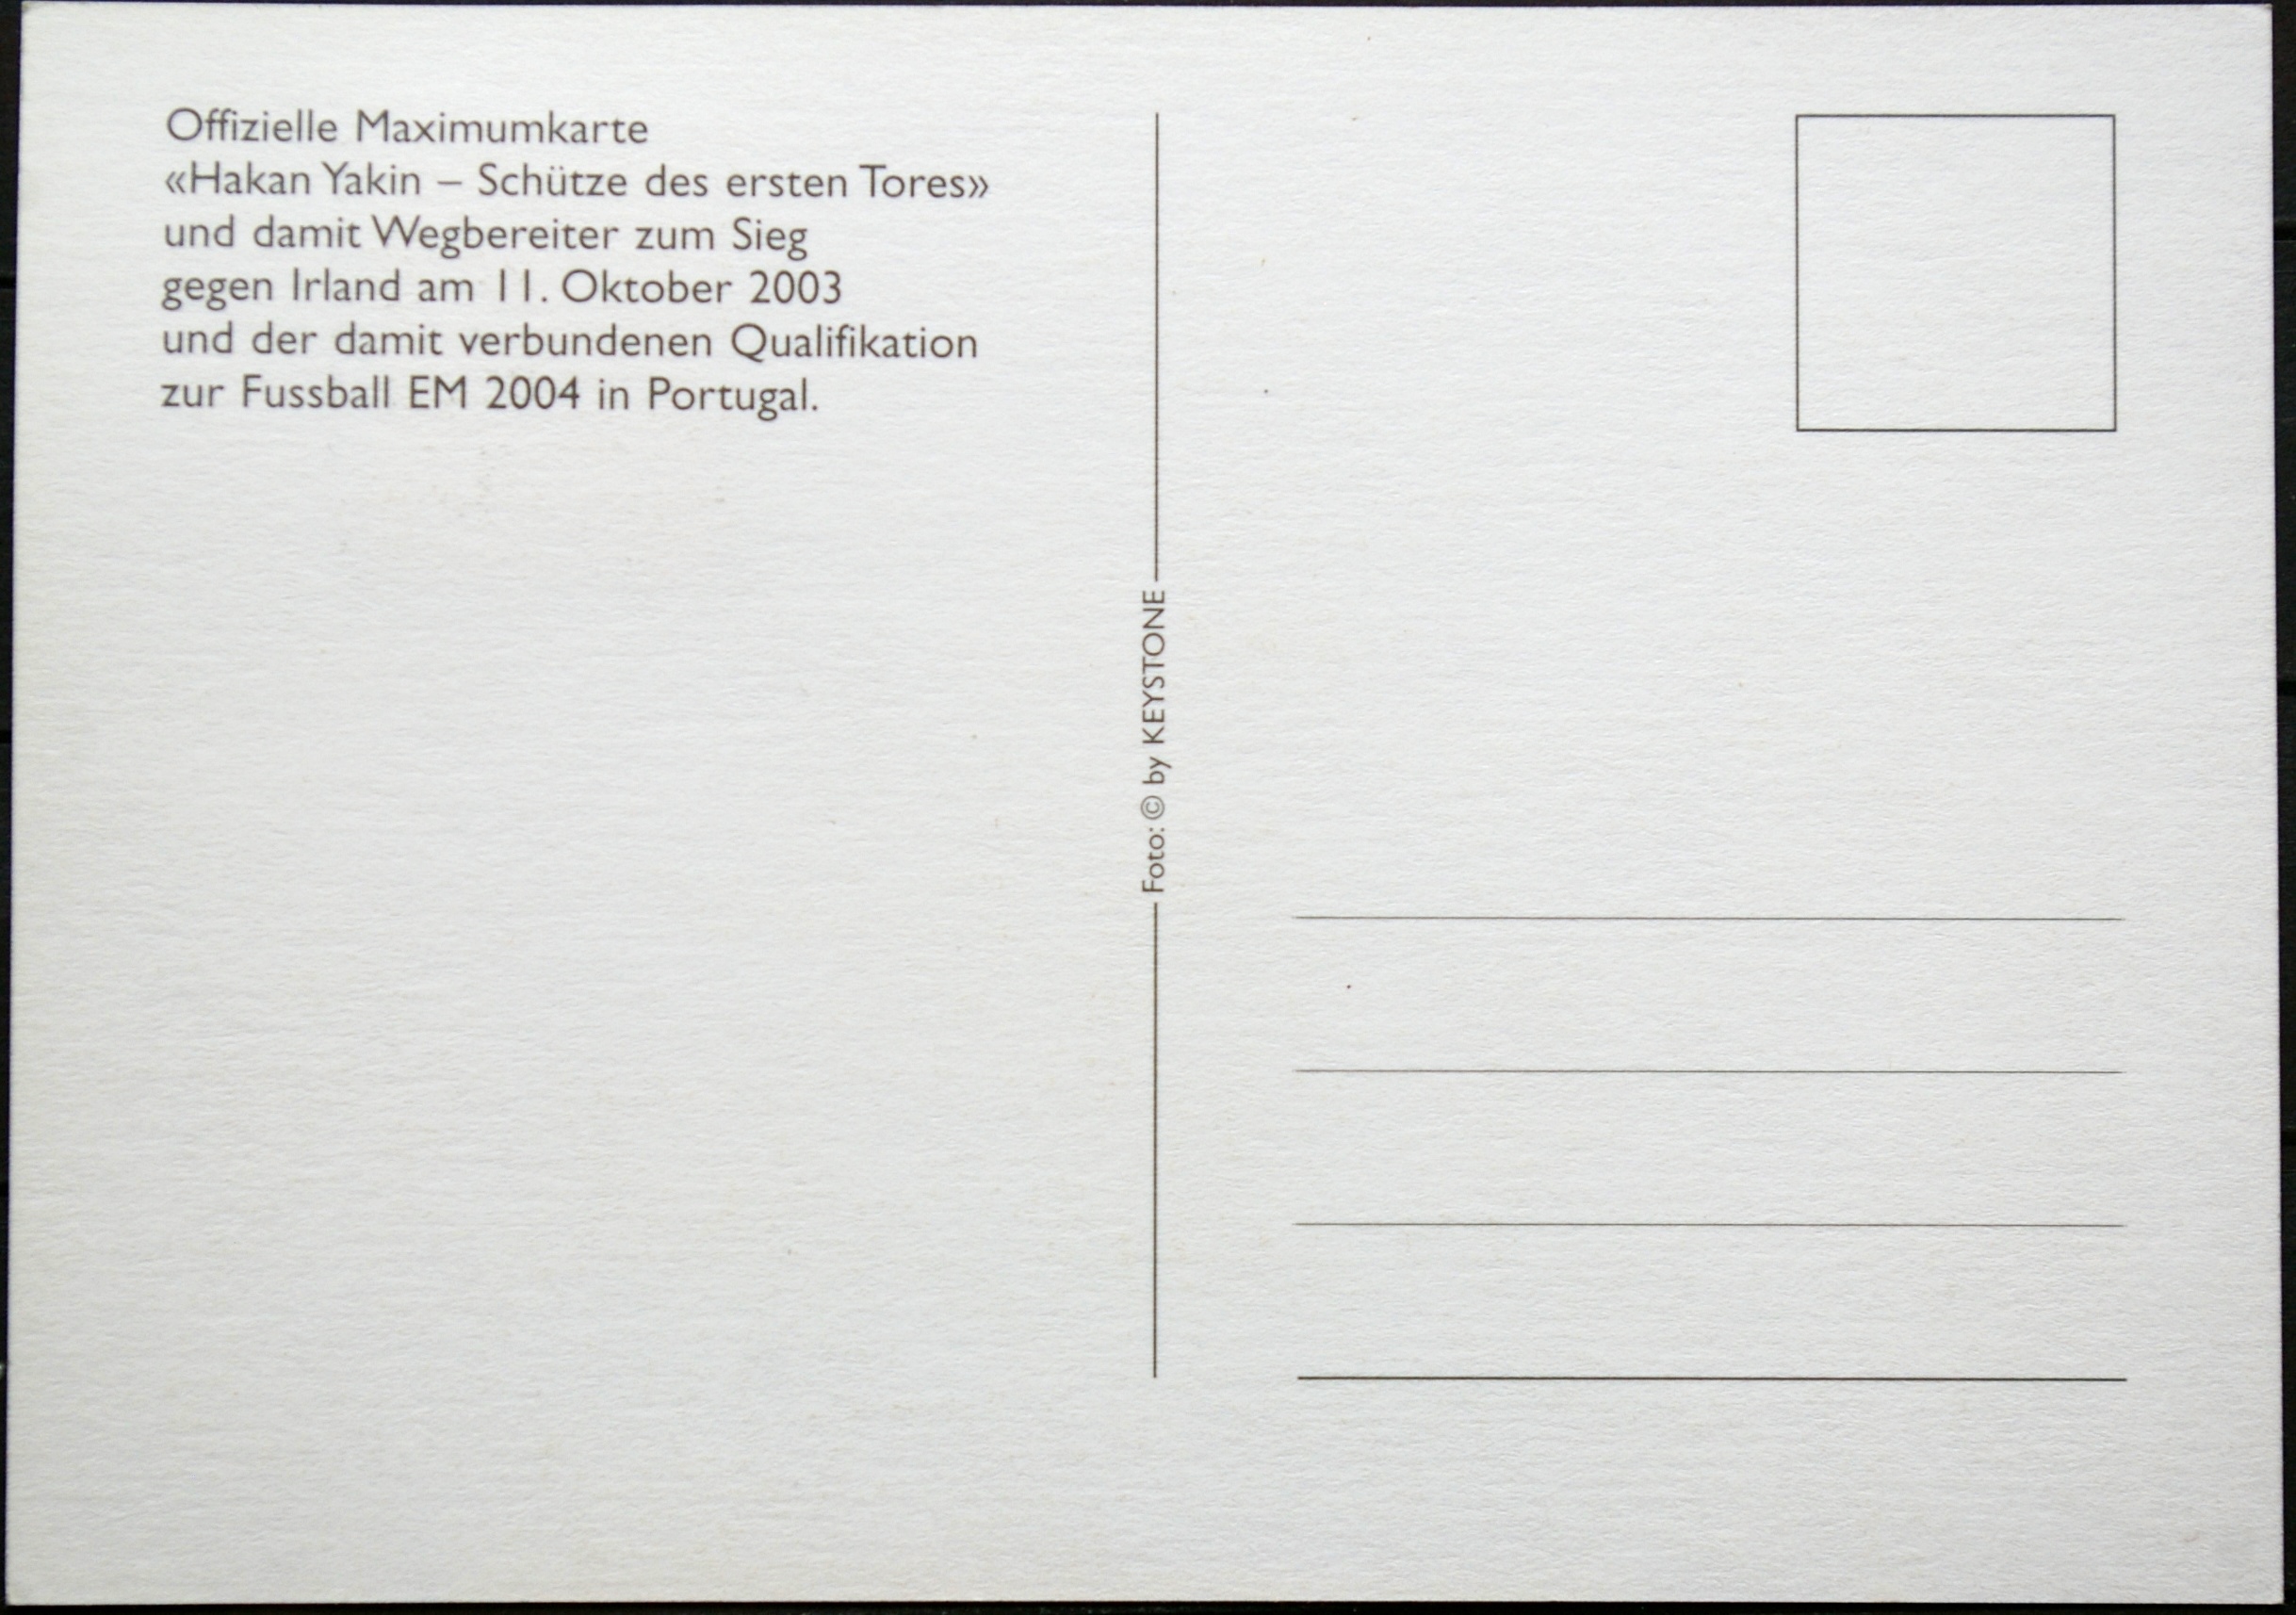 Offizielle Maximumkarte
«Hakan Yakin – Schütze des ersten Tores»
und damit Wegbereiter zum Sieg
gegen Irland am 11. Oktober 2003
und der damit verbundenen Qualifikation
zur Fussball EM 2004 in Portugal.
Foto: © by KEYSTONE